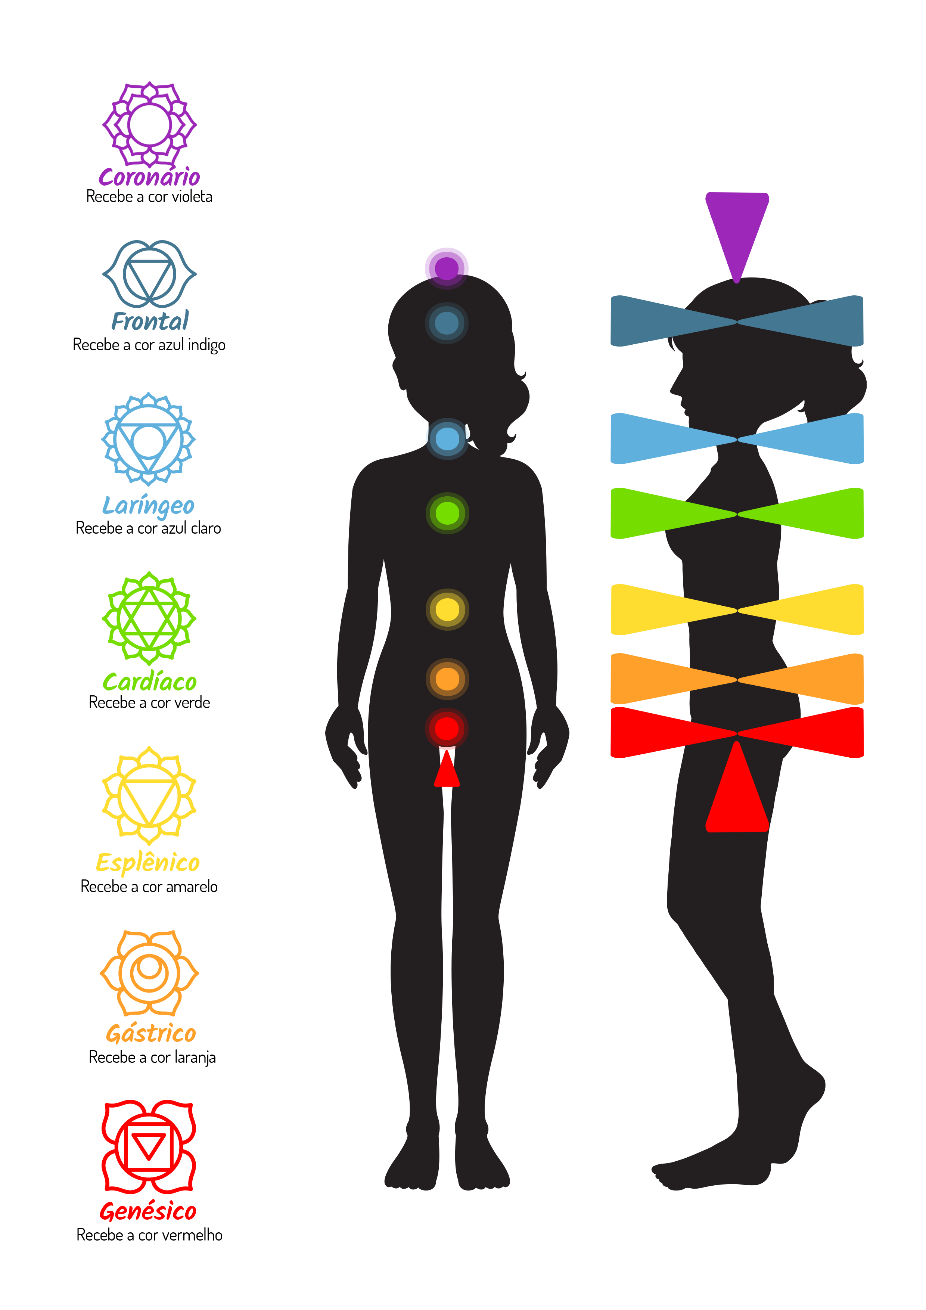 Coronário
Recebe a cor violeta
Frontal
Recebe a cor azul indigo
Laríngeo
Recebe a cor azul claro
Cardíaco
Recebe a cor verde
Esplênico
Recebe a cor amarelo
Gástrico
Recebe a cor laranja
Genésico
Recebe a cor vermelho